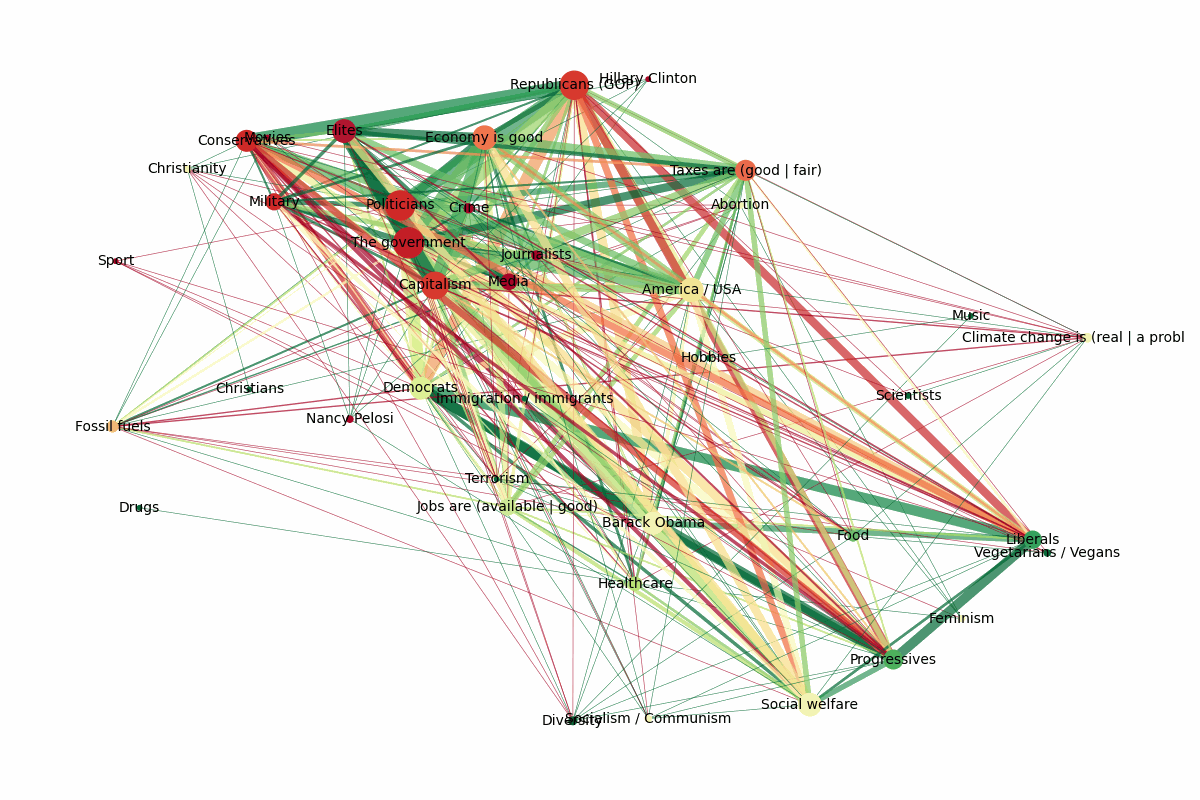 Hillary Clinton
Republicans (GOP)
Elites
Economy is good
Movies
Conservatives
Christianity
Taxes are (good | fair)
Military
Politicians
Crime
Abortion
The government
Journalists
Sport
Capitalism
Media
America / USA
Music
Climate change is (real | a probl
Hobbies
Christians
Democrats
Immigration / immigrants
Scientists
Nancy Pelosi
Fossil fuels
Terrorism
Drugs
Jobs are (available | good)
Barack Obama
Food
Liberals
Vegetarians / Vegans
Healthcare
Feminism
Progressives
Social welfare
Diversity
Socialism / Communism